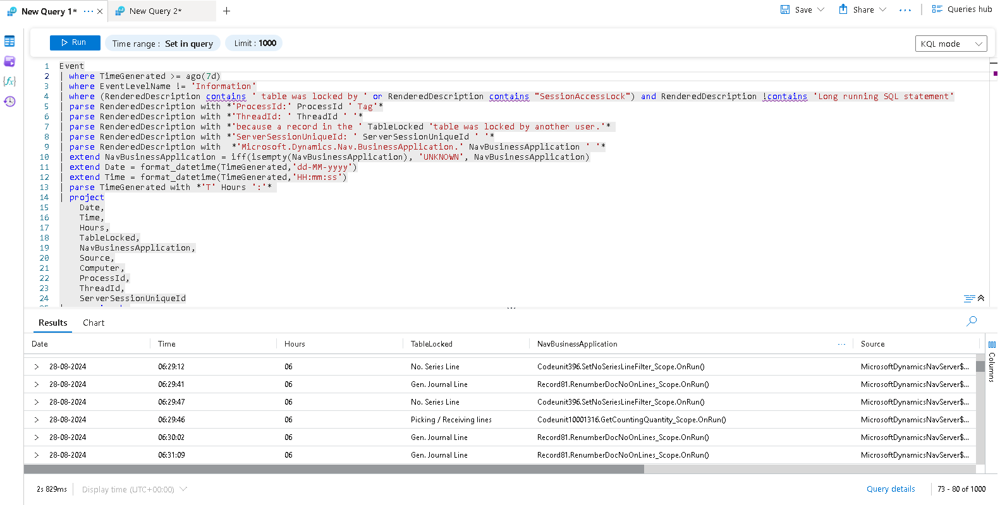 New Query 1* ··· ×
New Query 2*
+
Save
Share
···
Queries hub
Run
Time range : Set in query
Limit : 1000
KQL mode
1 Event
2 | where TimeGenerated >= ago(7d)
3 | where EventLevelName != 'Information'
4 | where (RenderedDescription contains ' table was locked by ' or RenderedDescription contains "SessionAccessLock") and RenderedDescription !contains 'Long running SQL statement'
5 | parse RenderedDescription with *'ProcessId:' ProcessId ' Tag'*
6 | parse RenderedDescription with *'ThreadId: ' ThreadId ' '*
7 | parse RenderedDescription with *'because a record in the ' TableLocked 'table was locked by another user.'*
8 | parse RenderedDescription with *'ServerSessionUniqueId: ' ServerSessionUniqueId ' '*
9 | parse RenderedDescription with  *'Microsoft.Dynamics.Nav.BusinessApplication.' NavBusinessApplication ' '*
10 | extend NavBusinessApplication = iff(isempty(NavBusinessApplication), 'UNKNOWN', NavBusinessApplication)
11 | extend Date = format_datetime(TimeGenerated,'dd-MM-yyyy')
12 | extend Time = format_datetime(TimeGenerated,'HH:mm:ss')
13 | parse TimeGenerated with *'T' Hours ':'*
14 | project
15 Date,
16 Time,
17 Hours,
18 TableLocked,
19 NavBusinessApplication,
20 Source,
21 Computer,
22 ProcessId,
23 ThreadId,
24 ServerSessionUniqueId
Results Chart
Date Time Hours TableLocked NavBusinessApplication ··· Source
Columns
28-08-2024 06:29:12 06 No. Series Line Codeunit396.SetNoSeriesLineFilter_Scope.OnRun() MicrosoftDynamicsNavServer$...
28-08-2024 06:29:41 06 Gen. Journal Line Record81.RenumberDocNoOnLines_Scope.OnRun() MicrosoftDynamicsNavServer$...
28-08-2024 06:29:47 06 No. Series Line Codeunit396.SetNoSeriesLineFilter_Scope.OnRun() MicrosoftDynamicsNavServer$...
28-08-2024 06:29:46 06 Picking / Receiving lines Codeunit10001316.GetCountingQuantity_Scope.OnRun() MicrosoftDynamicsNavServer$...
28-08-2024 06:30:02 06 Gen. Journal Line Record81.RenumberDocNoOnLines_Scope.OnRun() MicrosoftDynamicsNavServer$...
28-08-2024 06:31:09 06 Gen. Journal Line Record81.RenumberDocNoOnLines_Scope.OnRun() MicrosoftDynamicsNavServer$...
2s 829ms
Display time (UTC+00:00)
Query details
73 - 80 of 1000